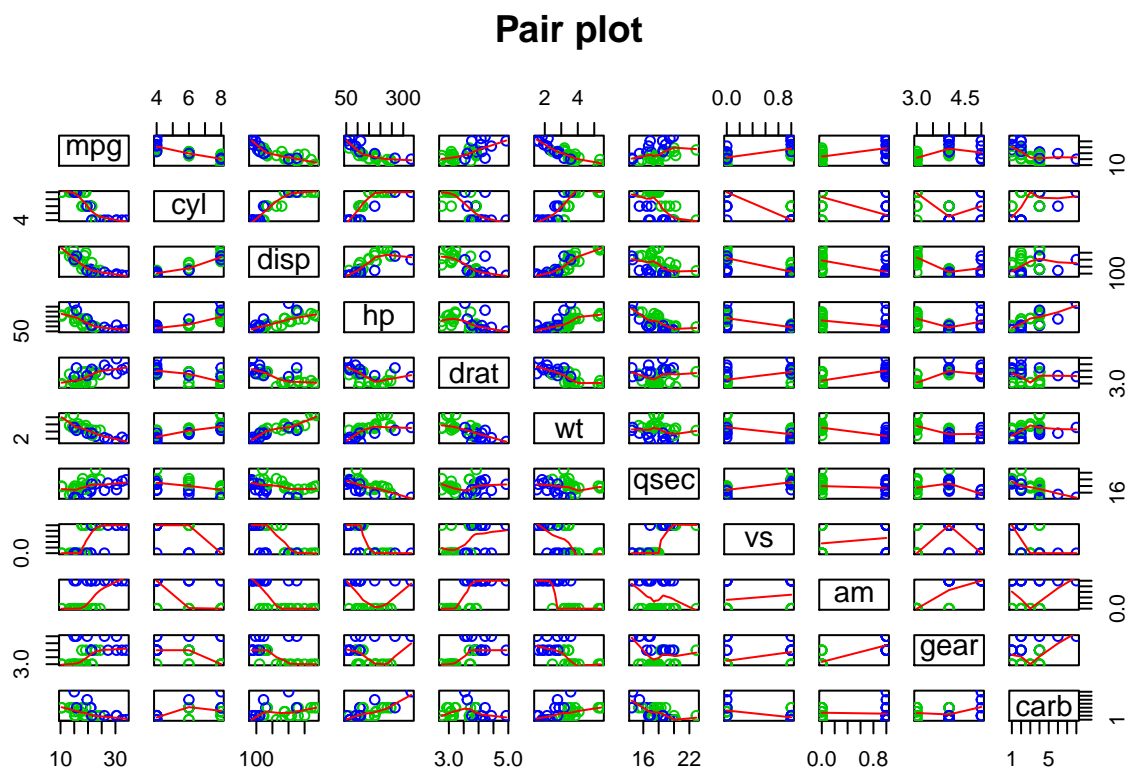 Pair plot
4 6 8 50 300 2 4 0.0 0.8 3.0 4.5
mpg 10
4 cyl
disp 100
50 hp
drat 3.0
2 wt
qsec 16
0.0 vs
am 0.0
3.0 gear
carb 1
10 20 30 100 3.0 5.0 16 22 0.0 0.8 1 5